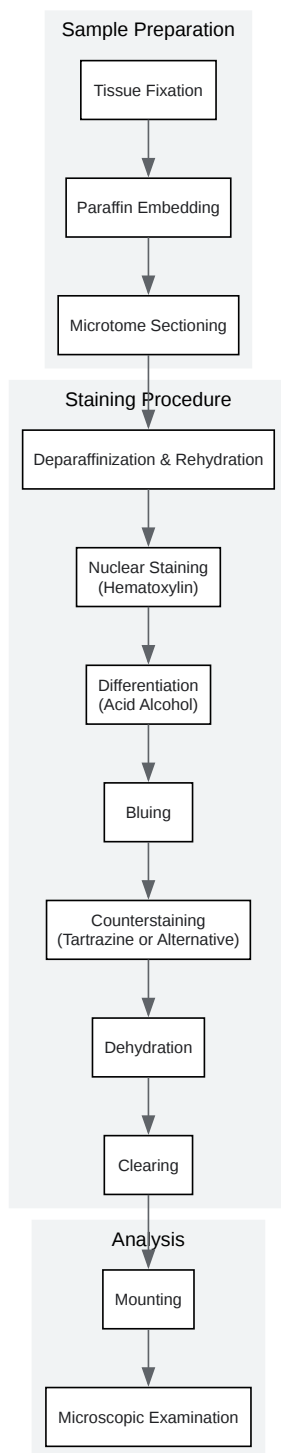 Sample Preparation
Tissue Fixation
Paraffin Embedding
Microtome Sectioning
Staining Procedure
Deparaffinization & Rehydration
Nuclear Staining
(Hematoxylin)
Differentiation
(Acid Alcohol)
Bluing
Counterstaining
(Tartrazine or Alternative)
Dehydration
Clearing
Analysis
Mounting
Microscopic Examination